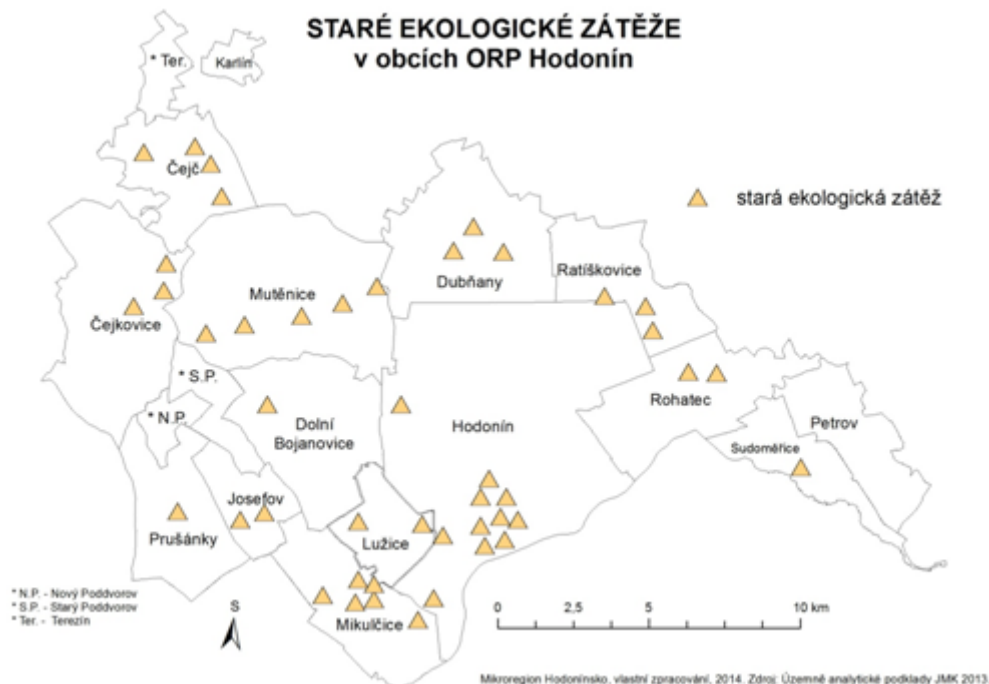 STARÉ EKOLOGICKÉ ZÁTĚŽE
v obcích ORP Hodonín
* Ter.
Karlín
Čejč
stará ekologická zátěž
Dubňany
Ratíškovice
Mutěnice
Čejkovice
* S.P.
* N.P.
Dolní
Bojanovice
Hodonín
Rohatec
Petrov
Sudoměřice
Josefov
Prušánky
Lužice
Mikulčice
* N.P. - Nový Poddvorov
* S.P. - Starý Poddvorov
* Ter. - Terezín
S
0 2,5 5 10 km
Mikroregion Hodonínsko, vlastní zpracování, 2014. Zdroj: Územně analytické podklady JMK 2013